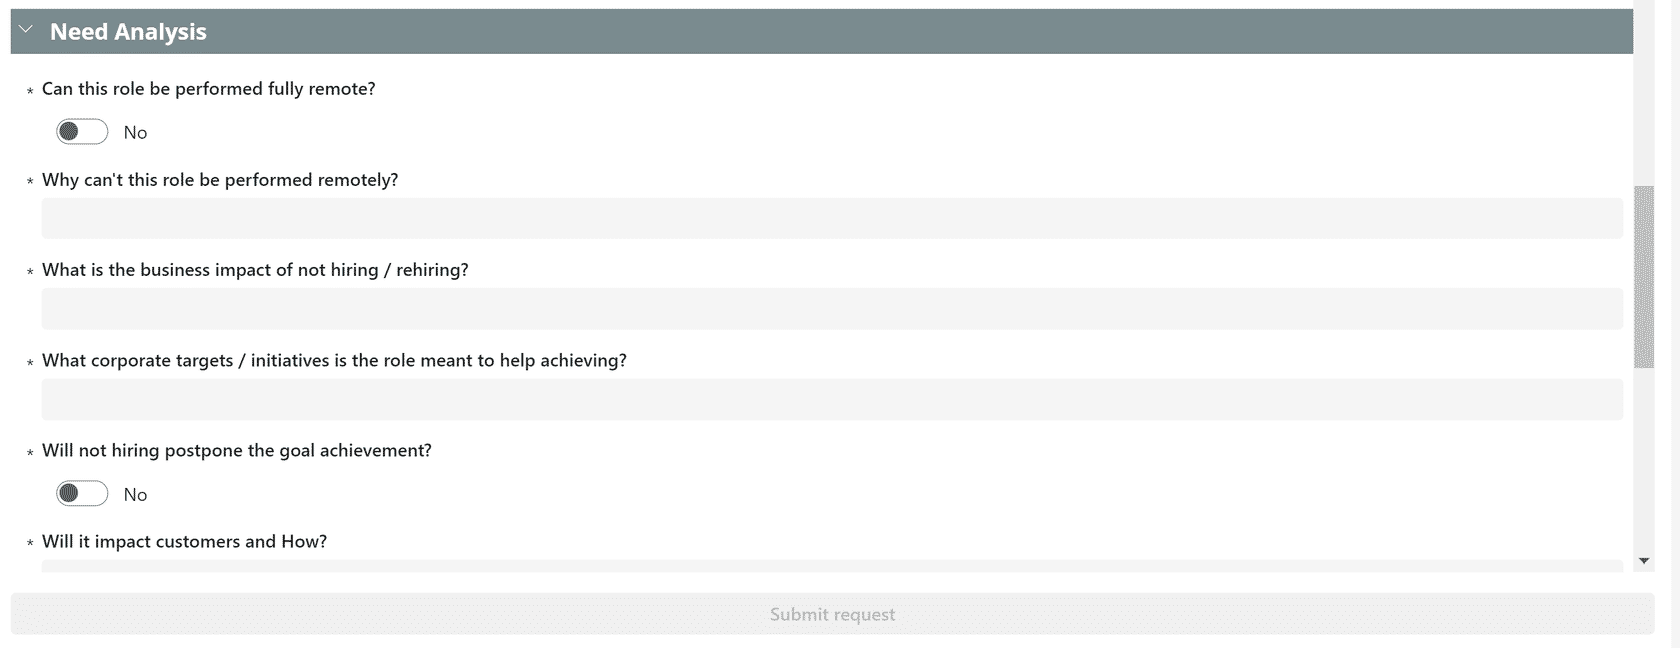 Need Analysis
* Can this role be performed fully remote?
No
* Why can't this role be performed remotely?
* What is the business impact of not hiring / rehiring?
* What corporate targets / initiatives is the role meant to help achieving?
* Will not hiring postpone the goal achievement?
No
* Will it impact customers and How?
Submit request